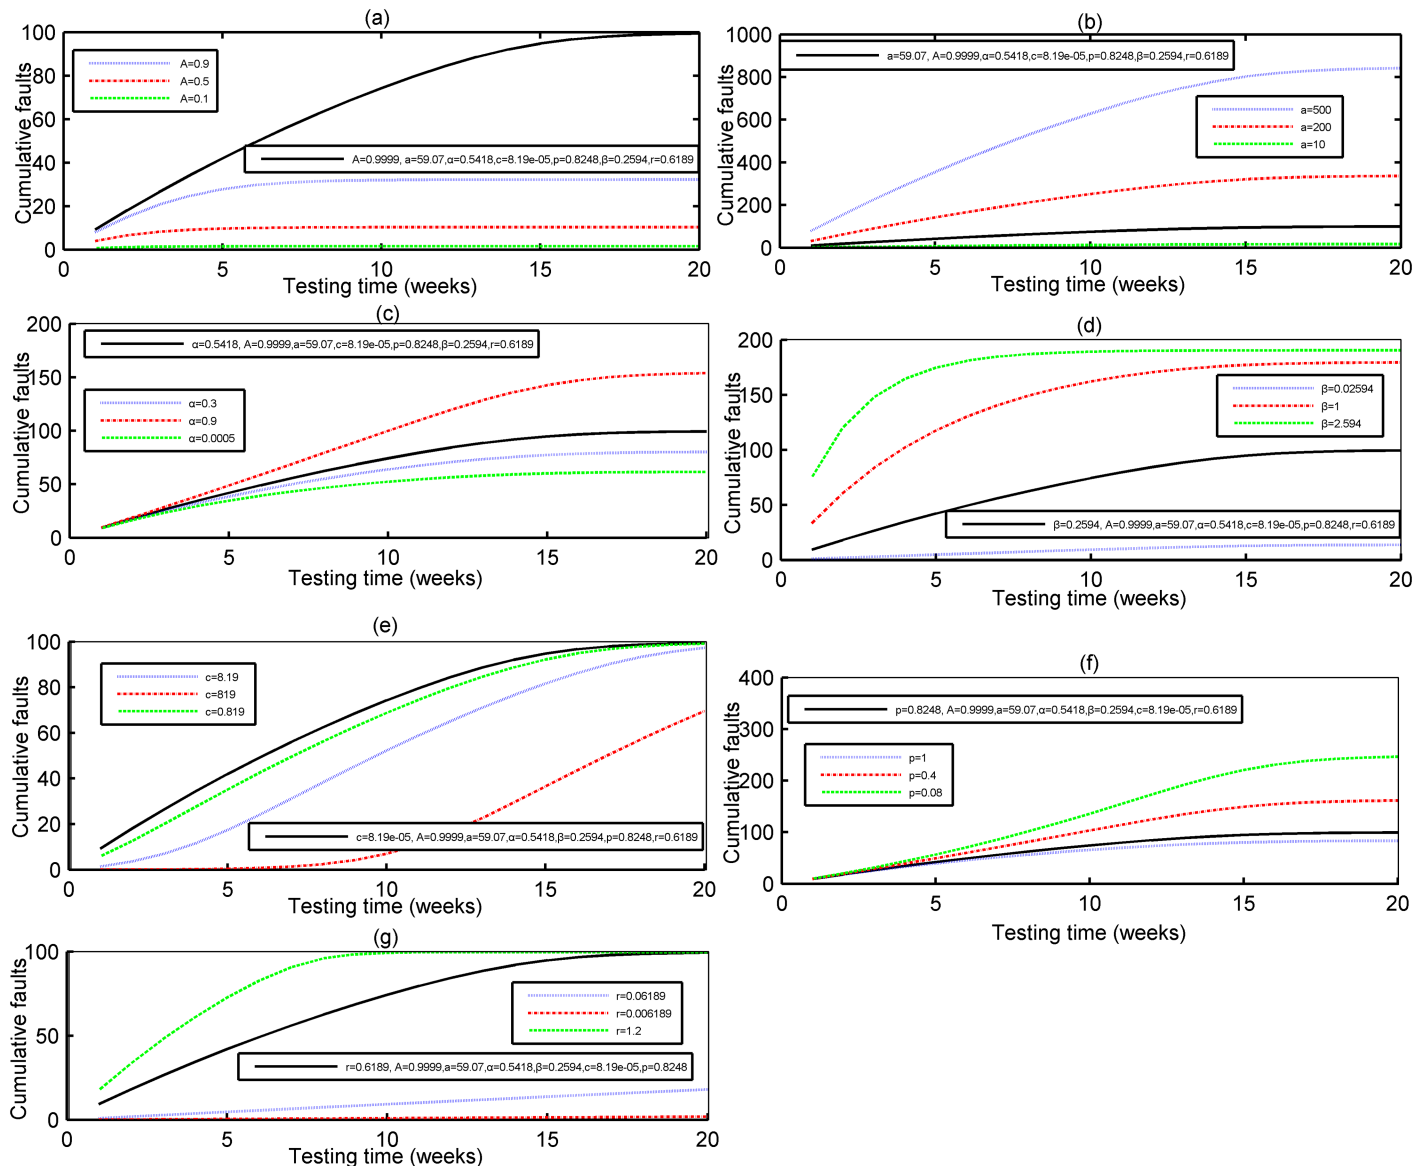 (a)
100
80
60
40
20
0
Cumulative faults
A=0.9
A=0.5
A=0.1
A=0.9999, a=59.07,α=0.5418,c=8.19e-05,p=0.8248,β=0.2594,r=0.6189
0 5 10 15 20
Testing time (weeks)
(b)
1000
800
600
400
200
0
Cumulative faults
a=59.07, A=0.9999,α=0.5418,c=8.19e-05,p=0.8248,β=0.2594,r=0.6189
a=500
a=200
a=10
0 5 10 15 20
Testing time (weeks)
(c)
200
150
100
50
0
Cumulative faults
α=0.5418, A=0.9999,a=59.07,c=8.19e-05,p=0.8248,β=0.2594,r=0.6189
α=0.3
α=0.9
α=0.0005
0 5 10 15 20
Testing time (weeks)
(d)
200
150
100
50
0
Cumulative faults
β=0.02594
β=1
β=2.594
β=0.2594, A=0.9999,a=59.07,α=0.5418,c=8.19e-05,p=0.8248,r=0.6189
0 5 10 15 20
Testing time (weeks)
(e)
100
80
60
40
20
0
Cumulative faults
c=8.19
c=819
c=0.819
c=8.19e-05, A=0.9999,a=59.07,α=0.5418,β=0.2594,p=0.8248,r=0.6189
0 5 10 15 20
Testing time (weeks)
(f)
400
300
200
100
0
Cumulative faults
p=0.8248, A=0.9999,a=59.07,α=0.5418,β=0.2594,c=8.19e-05,r=0.6189
p=1
p=0.4
p=0.08
0 5 10 15 20
Testing time (weeks)
(g)
100
50
0
Cumulative faults
r=0.06189
r=0.006189
r=1.2
r=0.6189, A=0.9999,a=59.07,α=0.5418,β=0.2594,c=8.19e-05,p=0.8248
0 5 10 15 20
Testing time (weeks)